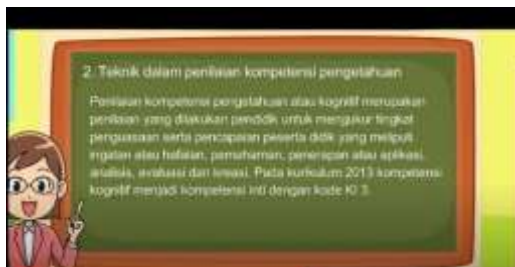 2. Teknik dalam penilaian kompetensi pengetahuan
Penilaian kompetensi pengetahuan atau kognitif merupakan
penilaian yang dilakukan pendidik untuk mengukur tingkat
penguasaan serta pencapaian peserta didik yang meliputi
ingatan atau hafalan, pemahaman, penerapan atau aplikasi,
analisis, evaluasi dan kreasi. Pada kurikulum 2013 kompetensi
kognitif menjadi kompetensi inti dengan kode KI 3.